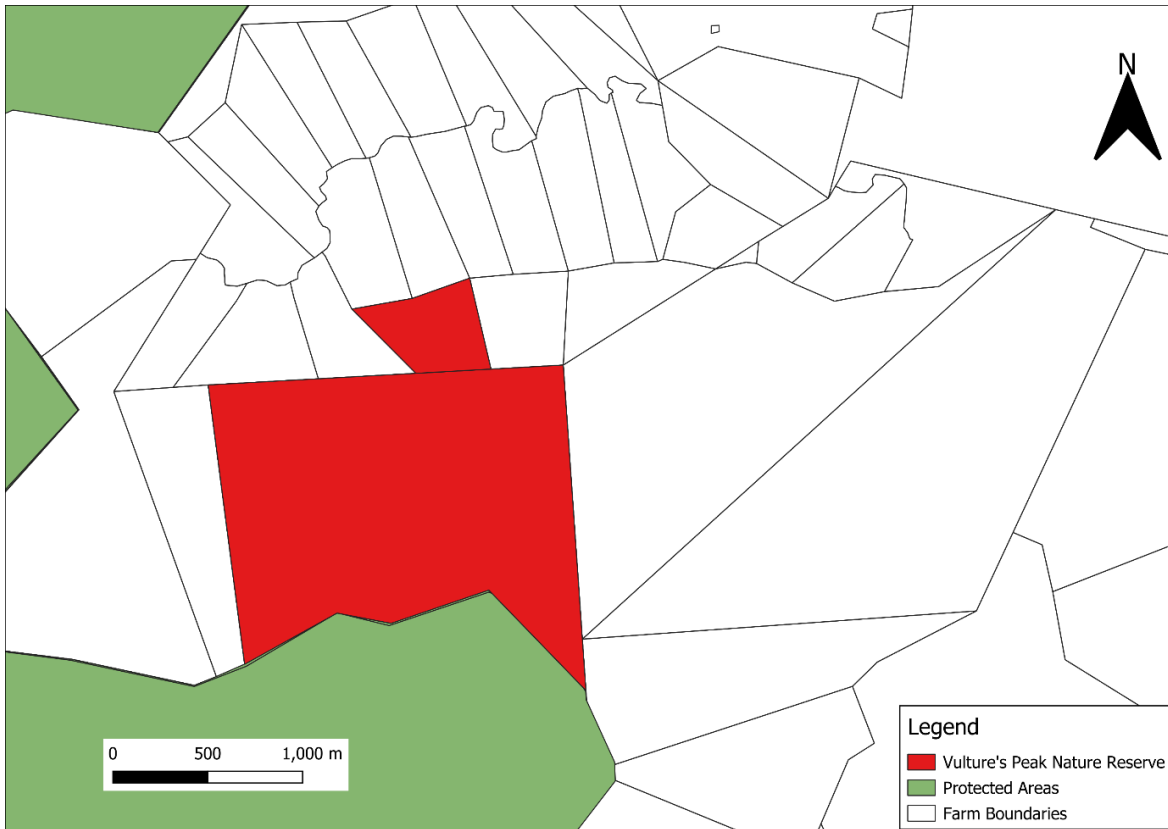 N
0 500 1,000 m
Legend
Vulture's Peak Nature Reserve
Protected Areas
Farm Boundaries